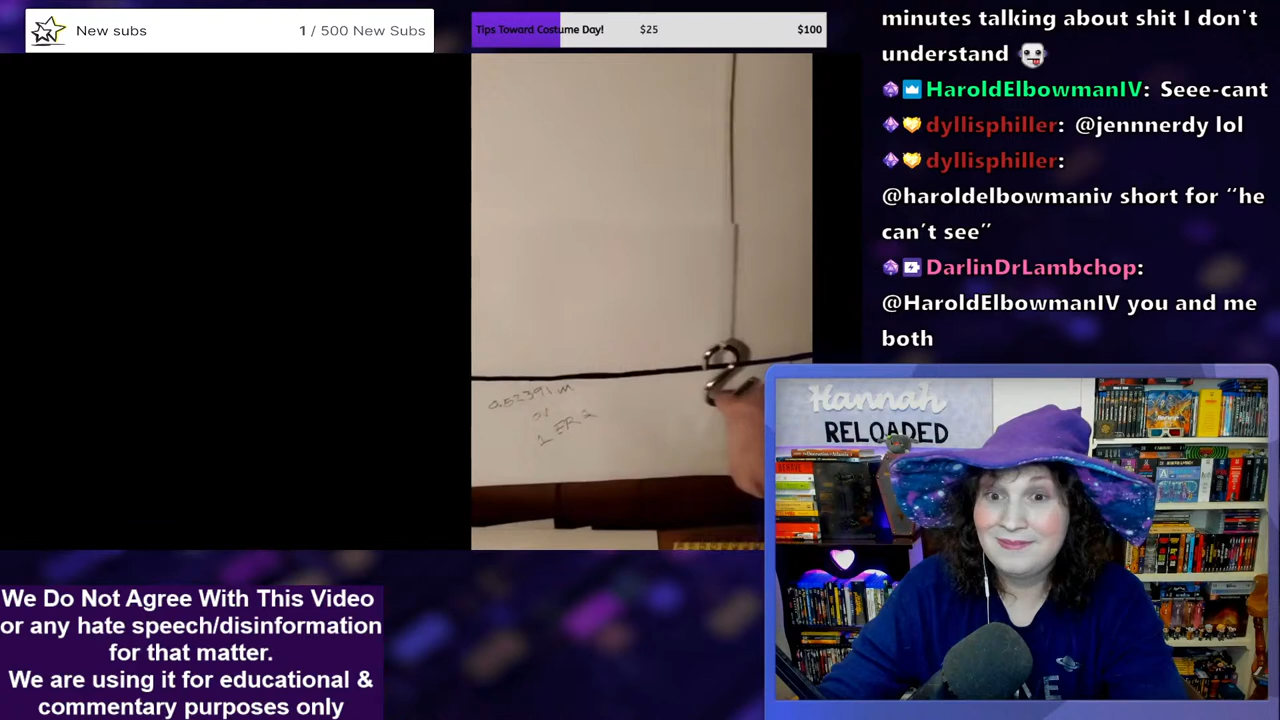 New subs
1 / 500 New Subs
Tips Toward Costume Day!
$25
$100
minutes talking about shit I don't
understand
HaroldElbowmanIV: Seee-cant
dyllisphiller: @jennnerdy lol
dyllisphiller:
@haroldelbowmaniv short for “he
can’t see”
DarlinDrLambchop:
@HaroldElbowmanIV you and me
both
0.52391 m
or
Hannah
RELOADED
We Do Not Agree With This Video
or any hate speech/disinformation
for that matter.
We are using it for educational &
commentary purposes only